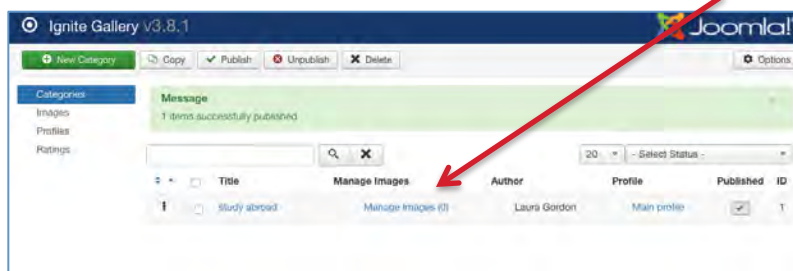 Ignite Gallery v3.8.1 Joomla!
New Category Copy Publish Unpublish Delete Options
Categories
Images
Profiles
Ratings
Message
1 items successfully published
20 - Select Status -
Title Manage Images Author Profile Published ID
study abroad Manage Images (0) Laura Gordon Main profile 1